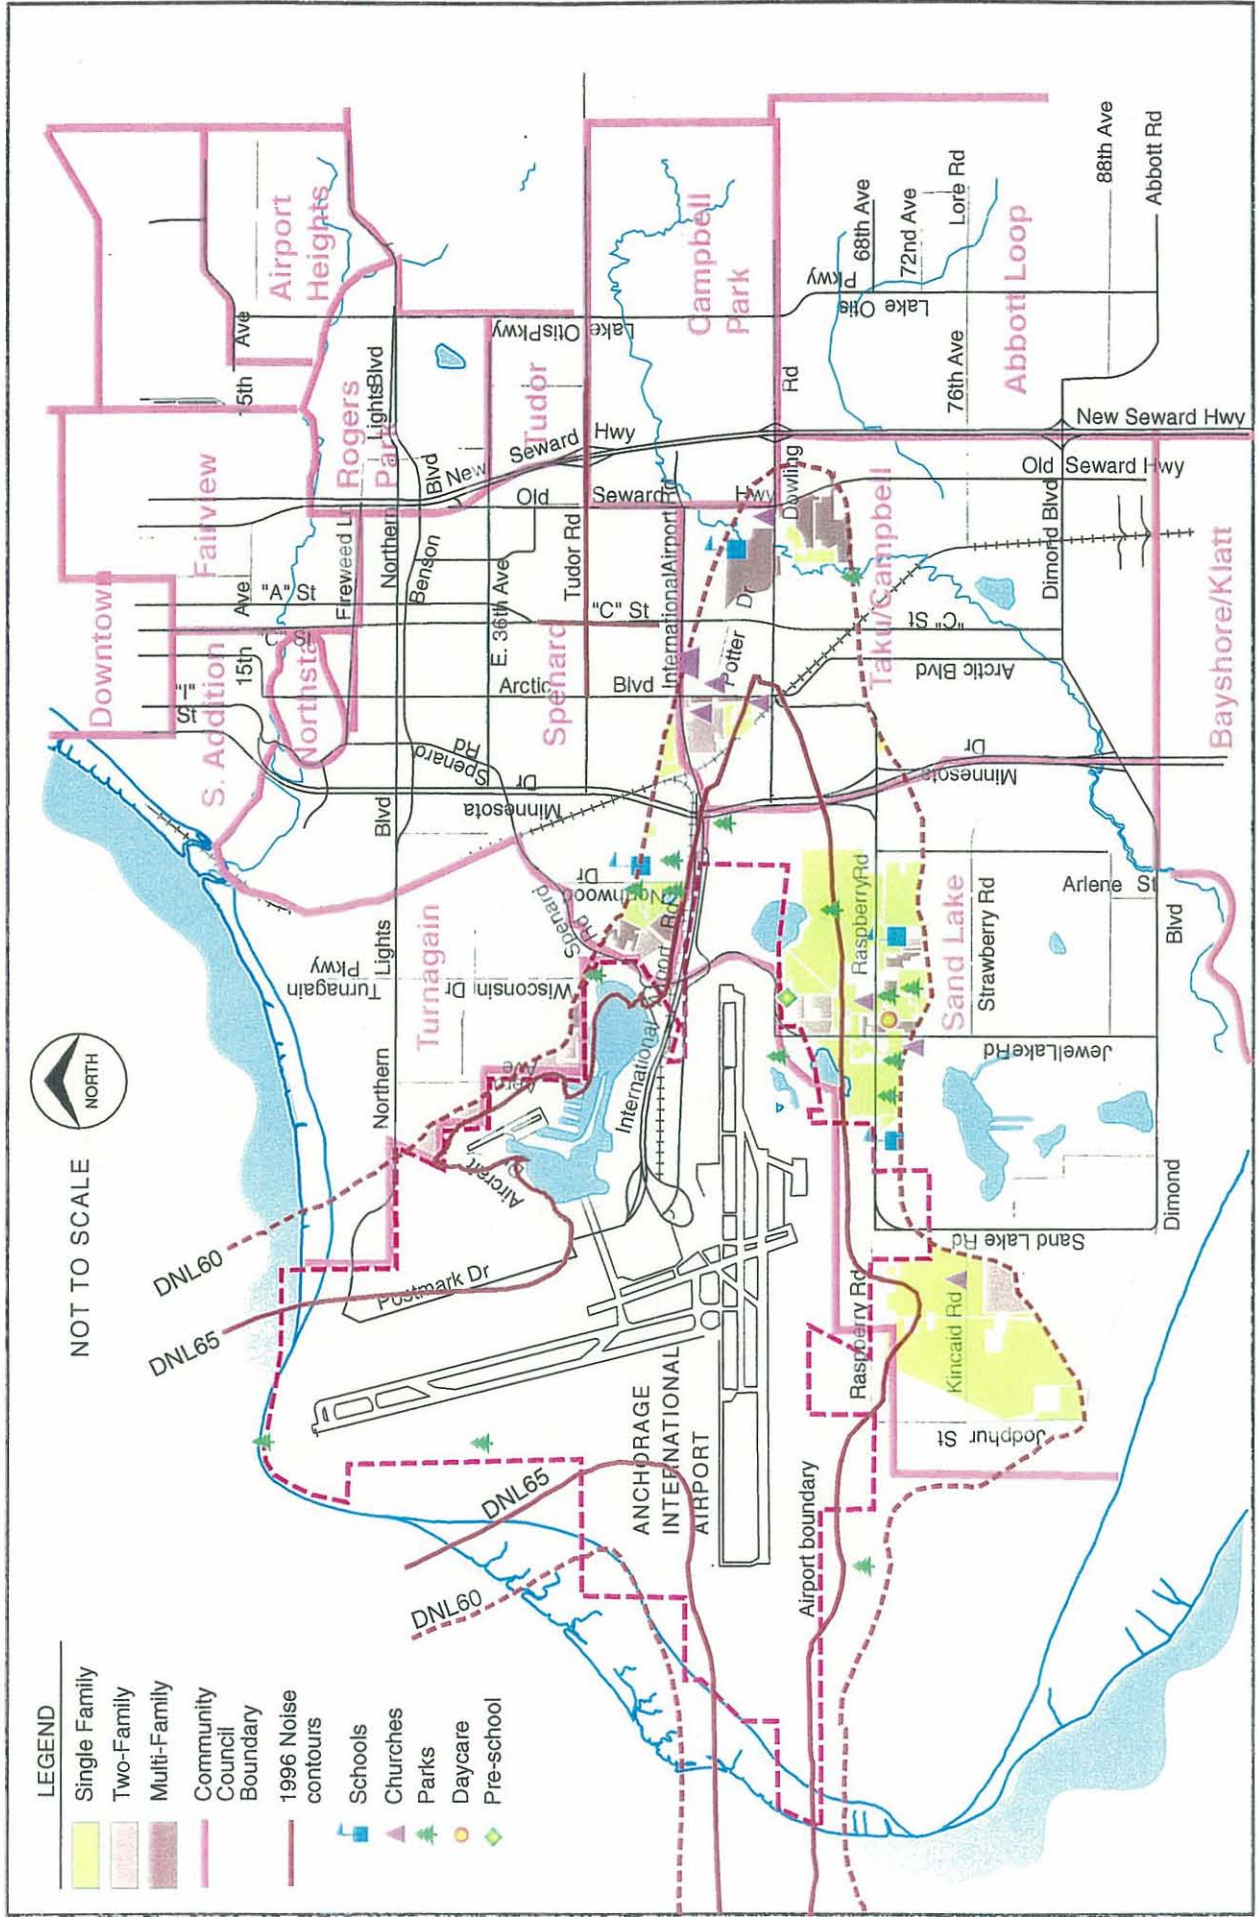 LEGEND
Single Family
Two-Family
Multi-Family
Community
Council
Boundary
1996 Noise
contours
Schools
Churches
Parks
Daycare
Pre-school
NOT TO SCALE
NORTH
DNL60
DNL65
DNL65
DNL60
Downtown
Fairview
Airport
Heights
S. Addition
Northstar
Rogers
Park
Turnagain
Spenard
Tudor
Campbell
Park
Taku/Campbell
Abbott Loop
Sand Lake
Bayshore/Klatt
ANCHORAGE
INTERNATIONAL
AIRPORT
Airport boundary
Postmark Dr
Aircraft
Dr
Northern
Lights
Blvd
Northern
Lights Blvd
Turnagain
Pkwy
Wisconsin Dr
Spenard
Rd
Northwood
Dr
Spenard
Rd
Minnesota
Dr
International
Airport
Rd
"I"
St
15th
Ave
"C" St
"A" St
Fireweed Ln
Benson
Blvd
E. 36th Ave
Arctic
Blvd
Tudor Rd
"C" St
International Airport Rd
Potter
Dr
New
Seward
Hwy
Old
Seward
Hwy
15th
Ave
Lake
Otis Pkwy
Dowling
Rd
Lake Otis
Pkwy
68th Ave
72nd Ave
Lore Rd
76th Ave
88th Ave
Abbott Rd
New Seward Hwy
Old Seward Hwy
Dimond Blvd
"C" St
Arctic Blvd
Minnesota
Dr
Raspberry Rd
Strawberry Rd
Arlene St
Jewel Lake Rd
Dimond
Blvd
Sand Lake Rd
Raspberry Rd
Kincaid Rd
Jodphur St